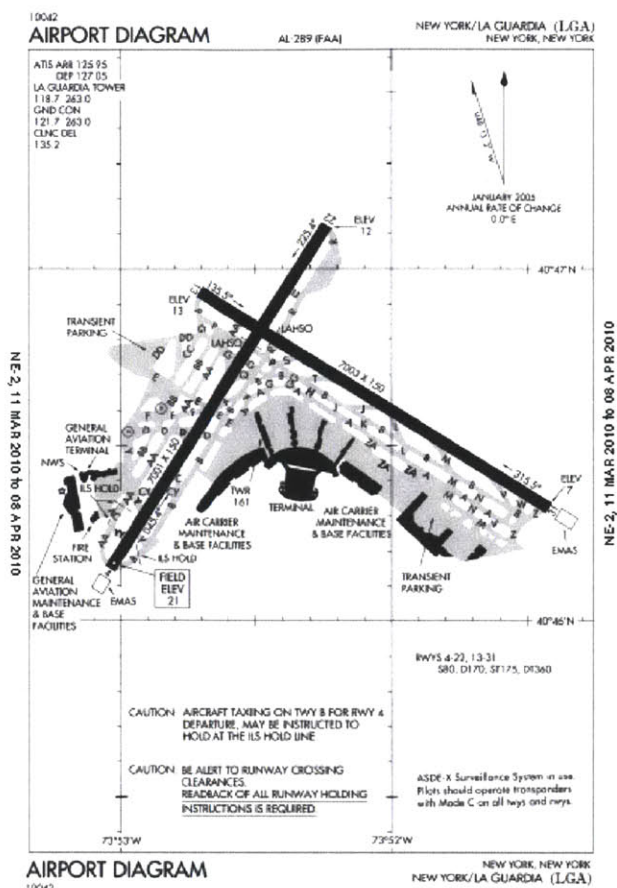 10042
AIRPORT DIAGRAM
AL-289 (FAA)
NEW YORK/LA GUARDIA (LGA)
NEW YORK, NEW YORK
ATIS ARR 125.95
DEP 127.05
LA GUARDIA TOWER
118.7 263.0
GND CON
121.7 263.0
CLNC DEL
135.2
JANUARY 2005
ANNUAL RATE OF CHANGE
0.0° E
ELEV
12
225.4°
40°47'N
135.5°
ELEV
13
LAHSO
LAHSO
TRANSIENT
PARKING
7003 X 150
GENERAL
AVIATION
TERMINAL
NWS
ILS HOLD
7001 X 150
045.4°
315.5°
ELEV
7
TWR
161
TERMINAL
AIR CARRIER
MAINTENANCE
& BASE FACILITIES
AIR CARRIER
MAINTENANCE
& BASE FACILITIES
EMAS
FIRE
STATION
ILS HOLD
TRANSIENT
PARKING
GENERAL
AVIATION
MAINTENANCE
& BASE
FACILITIES
EMAS
FIELD
ELEV
21
40°46'N
RWYS 4-22, 13-31
S80, D170, ST175, DT360
CAUTION: AIRCRAFT TAXIING ON TWY B FOR RWY 4
DEPARTURE, MAY BE INSTRUCTED TO
HOLD AT THE ILS HOLD LINE
CAUTION: BE ALERT TO RUNWAY CROSSING
CLEARANCES.
READBACK OF ALL RUNWAY HOLDING
INSTRUCTIONS IS REQUIRED.
ASDE-X Surveillance System in use.
Pilots should operate transponders
with Mode C on all twys and rwys.
73°53'W
73°52'W
NE-2, 11 MAR 2010 to 08 APR 2010
NE-2, 11 MAR 2010 to 08 APR 2010
AIRPORT DIAGRAM
10042
NEW YORK, NEW YORK
NEW YORK/LA GUARDIA (LGA)